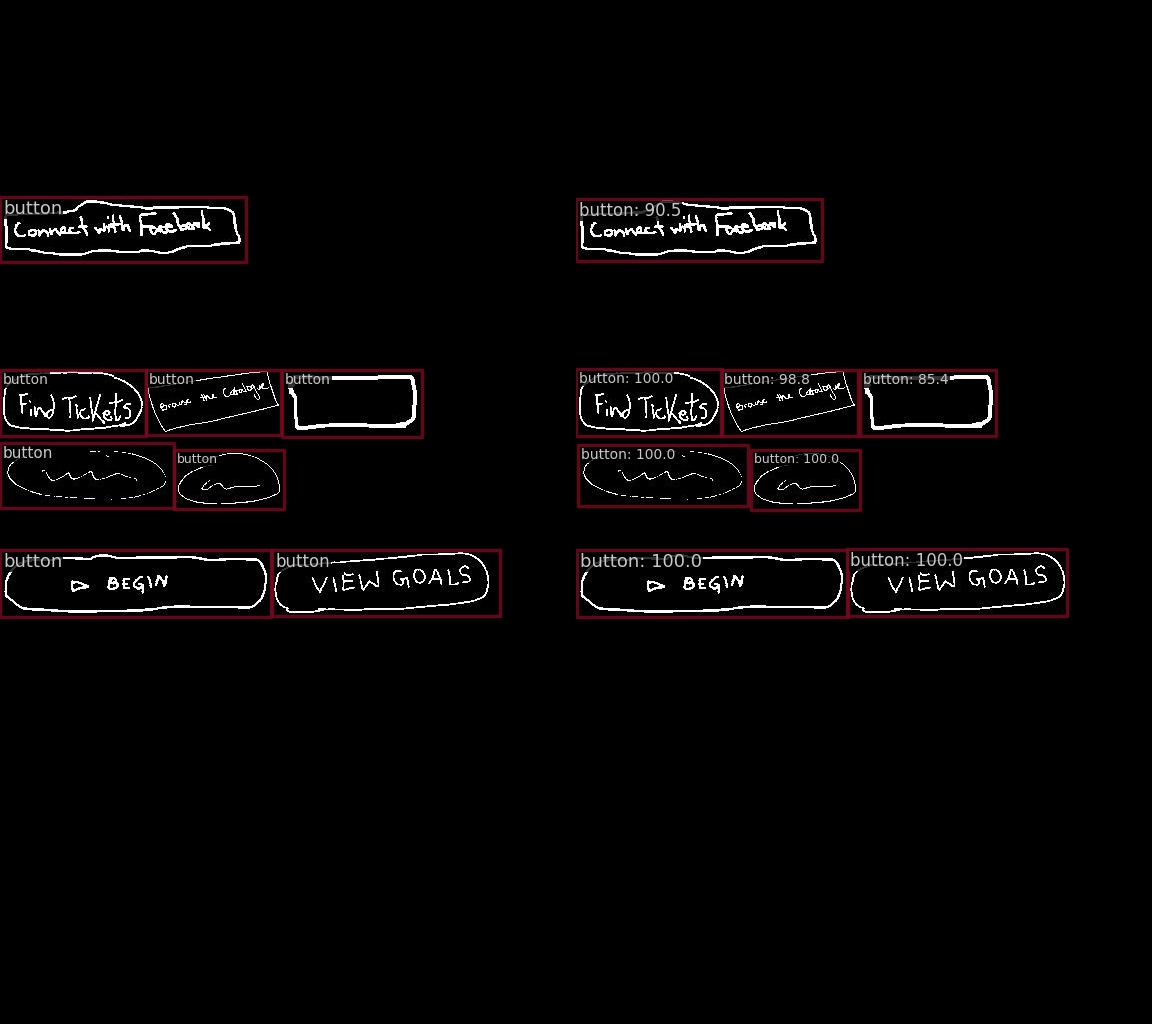 button
Connect with Facebook
button: 90.5
Connect with Facebook
button
Find Tickets
button
Browse the Catalogue
button
button: 100.0
Find Tickets
button: 98.8
Browse the Catalogue
button: 85.4
button
button
button: 100.0
button: 100.0
button
BEGIN
button
VIEW GOALS
button: 100.0
BEGIN
button: 100.0
VIEW GOALS